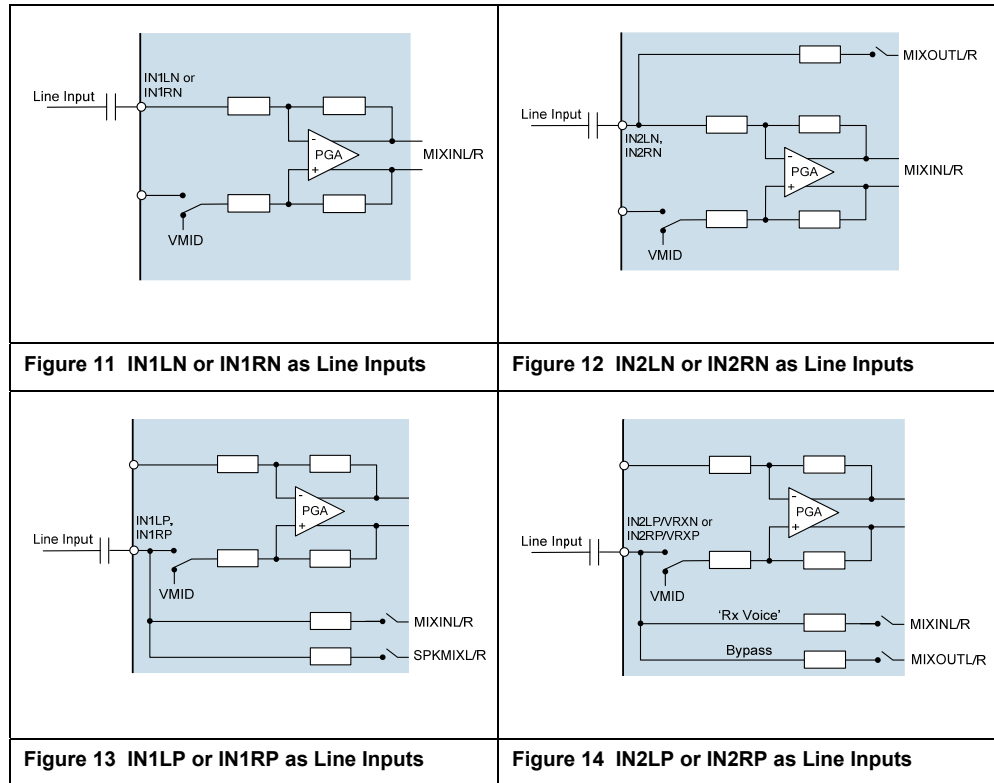 IN1LN or
IN1RN
Line Input
PGA
MIXINL/R
VMID
Figure 11 IN1LN or IN1RN as Line Inputs
MIXOUTL/R
Line Input
IN2LN,
IN2RN
PGA
MIXINL/R
VMID
Figure 12 IN2LN or IN2RN as Line Inputs
PGA
IN1LP,
IN1RP
Line Input
VMID
MIXINL/R
SPKMIXL/R
Figure 13 IN1LP or IN1RP as Line Inputs
PGA
IN2LP/VRXN or
IN2RP/VRXP
Line Input
VMID
'Rx Voice'
MIXINL/R
Bypass
MIXOUTL/R
Figure 14 IN2LP or IN2RP as Line Inputs